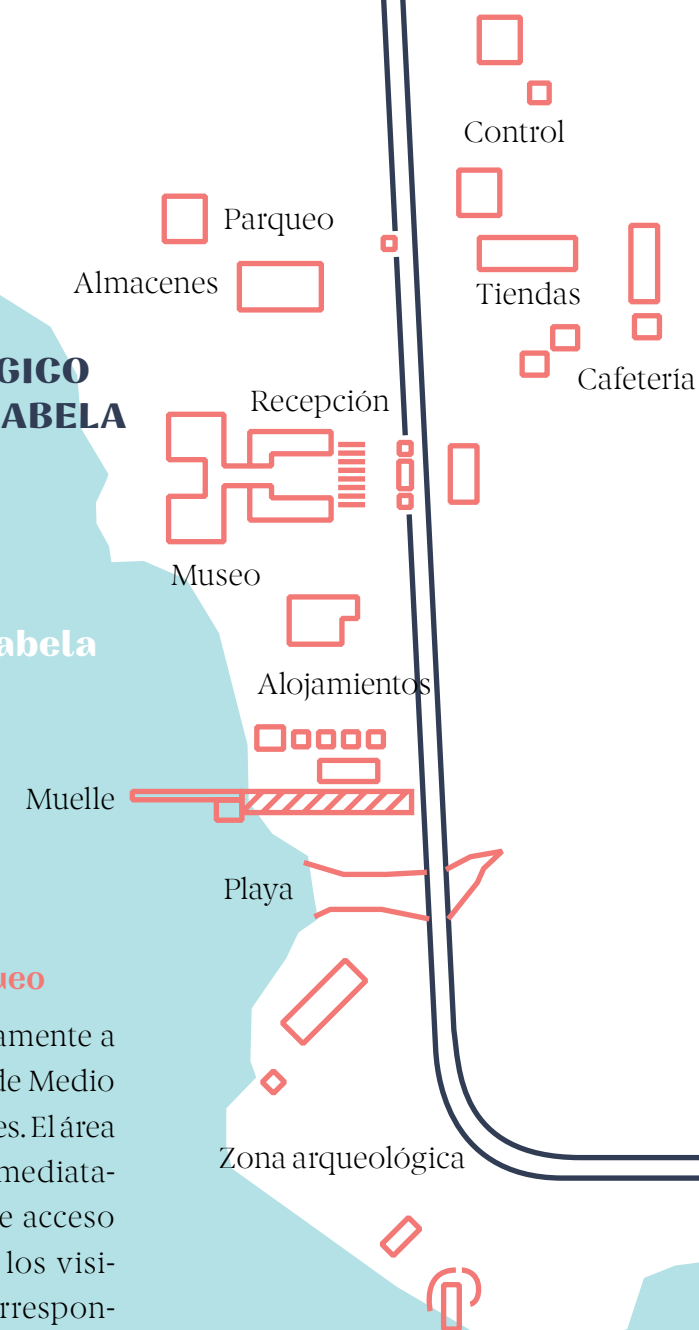 Control
Parqueo
Almacenes
Tiendas
GICO
ABELA
Cafetería
Recepción
Museo
abela
Alojamientos
Muelle
Playa
ueo
amente a
de Medio
es. El área
mediata-
Zona arqueológica
e acceso
los visi-
rrespon-